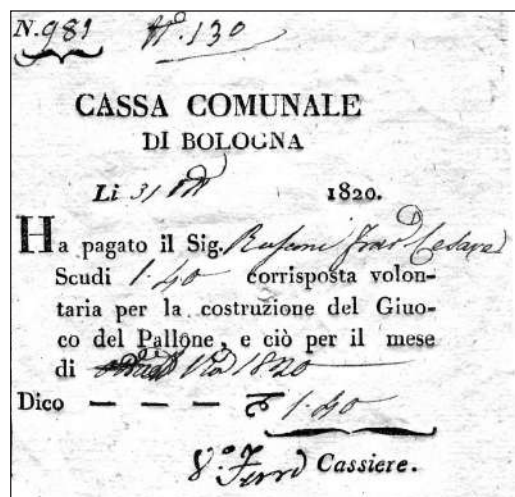 N. 981 N.º 130
CASSA COMUNALE
DI BOLOGNA
Li 31 1820.
Ha pagato il Sig. Cesare
Scudi 1:40 corrisposta volon-
taria per la costruzione del Giuo-
co del Pallone, e ciò per il mese
di 1820
Dico — — — 1:40
Cassiere.